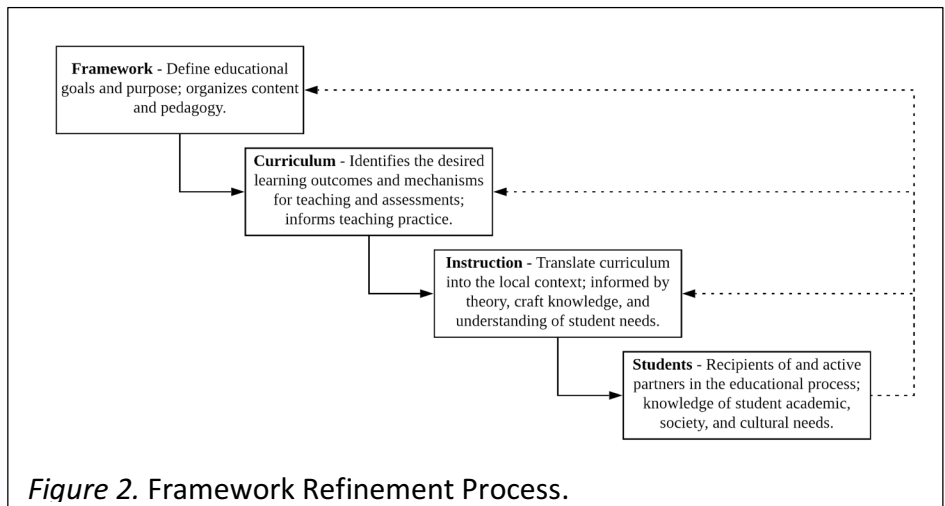 Framework - Define educational
goals and purpose; organizes content
and pedagogy.
Curriculum - Identifies the desired
learning outcomes and mechanisms
for teaching and assessments;
informs teaching practice.
Instruction - Translate curriculum
into the local context; informed by
theory, craft knowledge, and
understanding of student needs.
Students - Recipients of and active
partners in the educational process;
knowledge of student academic,
society, and cultural needs.
Figure 2. Framework Refinement Process.